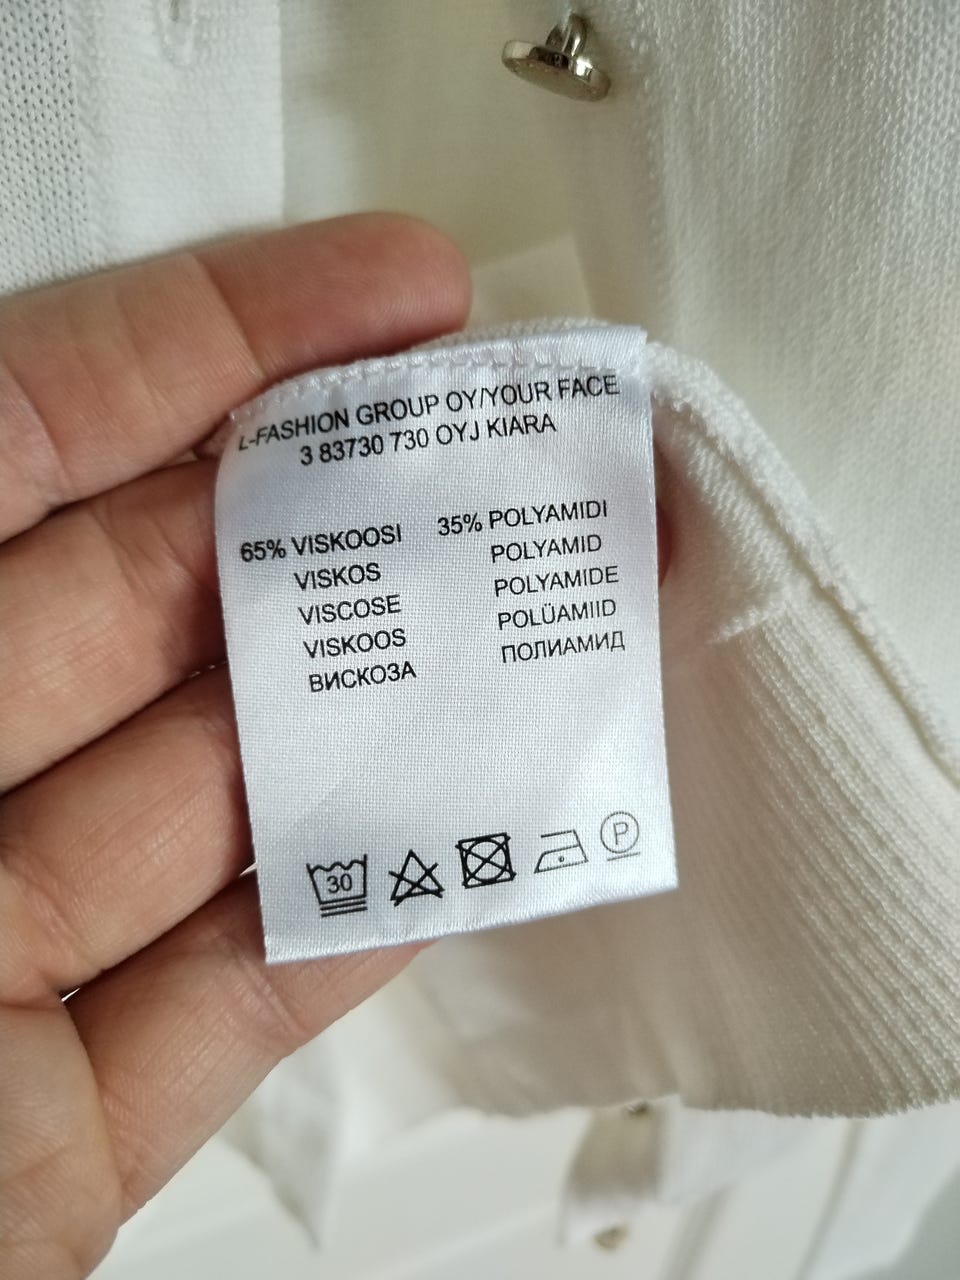 L-FASHION GROUP OY/YOUR FACE
3 83730 730 OYJ KIARA
65% VISKOOSI
VISKOS
VISCOSE
VISKOOS
ВИСКОЗА
35% POLYAMIDI
POLYAMID
POLYAMIDE
POLÜAMIID
ПОЛИАМИД
30
P